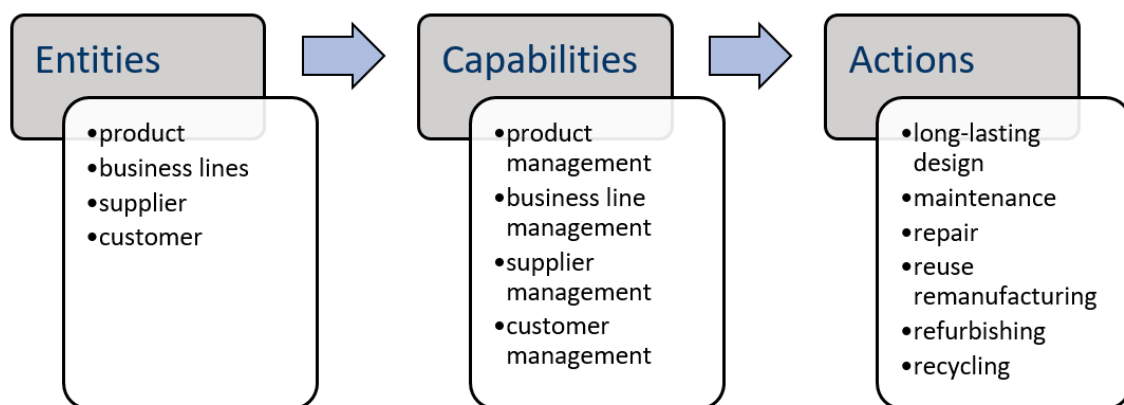 Entities
•product
•business lines
•supplier
•customer
Capabilities
•product
management
•business line
management
•supplier
management
•customer
management
Actions
•long-lasting
design
•maintenance
•repair
•reuse
remanufacturing
•refurbishing
•recycling